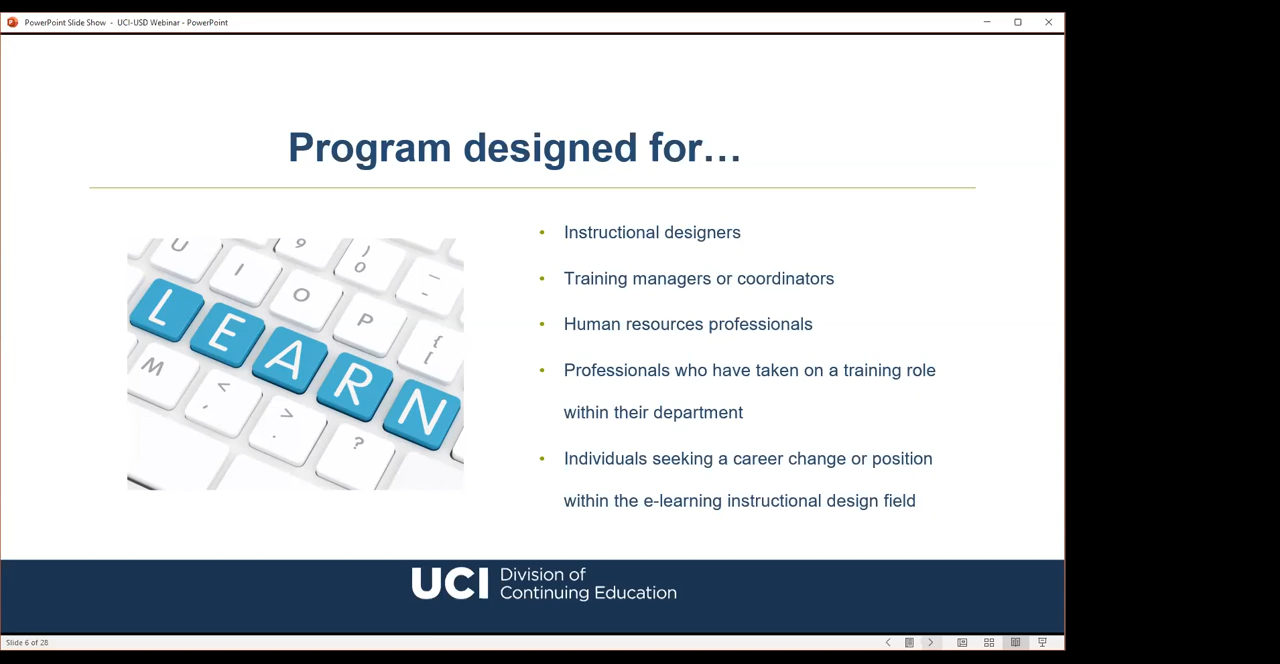 PowerPoint Slide Show - UCI-USD Webinar - PowerPoint
Program designed for…
U
9
)
0
_
-
I
O
P
{
[
L
E
A
R
N
M
<
,
>
.
?
• Instructional designers
• Training managers or coordinators
• Human resources professionals
• Professionals who have taken on a training role
within their department
• Individuals seeking a career change or position
within the e-learning instructional design field
UCI Division of
Continuing Education
Slide 6 of 28